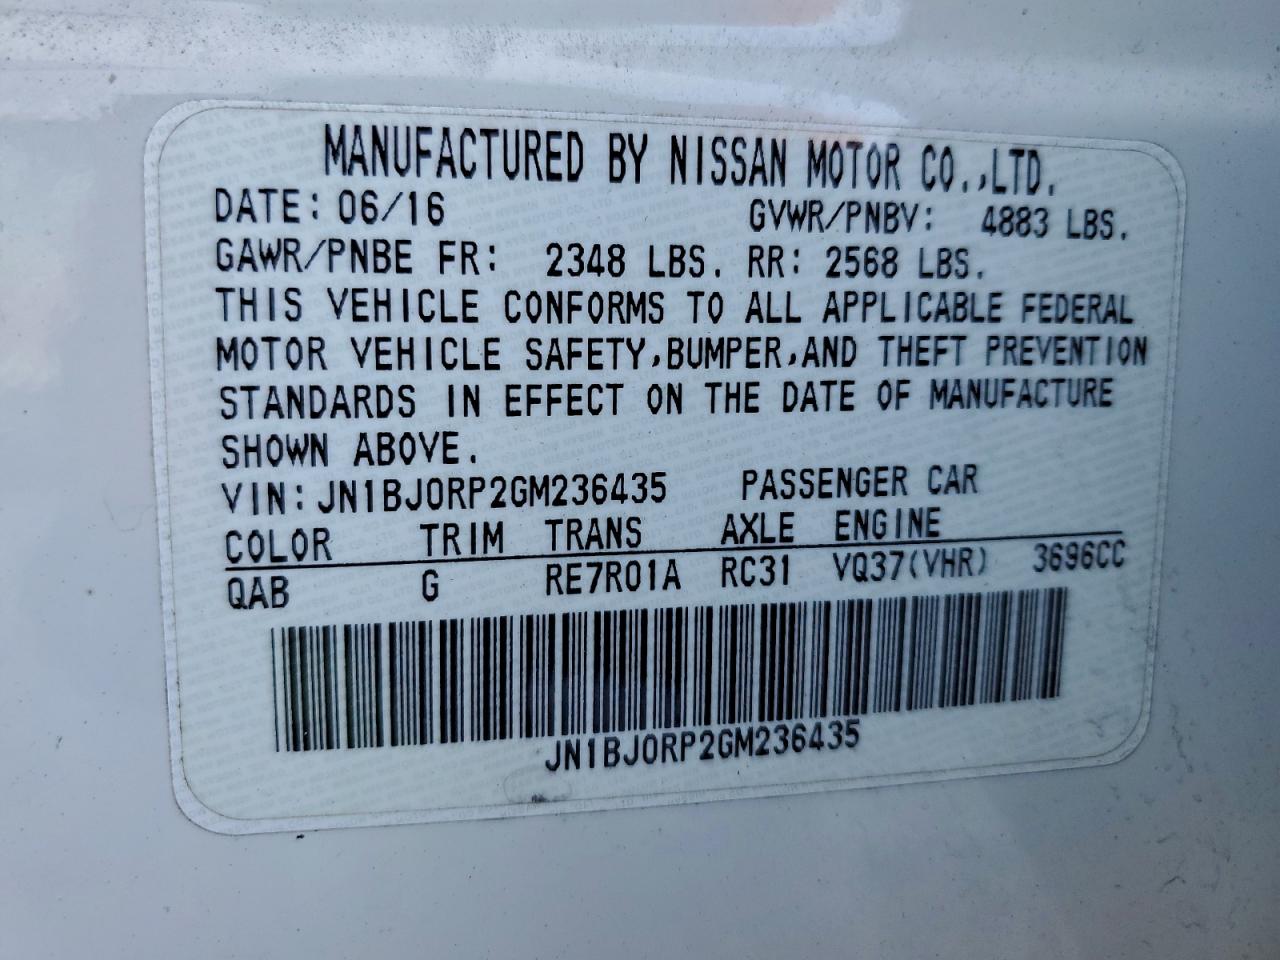 MANUFACTURED BY NISSAN MOTOR CO.,LTD.
DATE: 06/16 GVWR/PNBV: 4883 LBS.
GAWR/PNBE FR: 2348 LBS. RR: 2568 LBS.
THIS VEHICLE CONFORMS TO ALL APPLICABLE FEDERAL
MOTOR VEHICLE SAFETY,BUMPER,AND THEFT PREVENTION
STANDARDS IN EFFECT ON THE DATE OF MANUFACTURE
SHOWN ABOVE.
VIN: JN1BJ0RP2GM236435 PASSENGER CAR
COLOR TRIM TRANS AXLE ENGINE
QAB G RE7R01A RC31 VQ37(VHR) 3696CC
JN1BJ0RP2GM236435